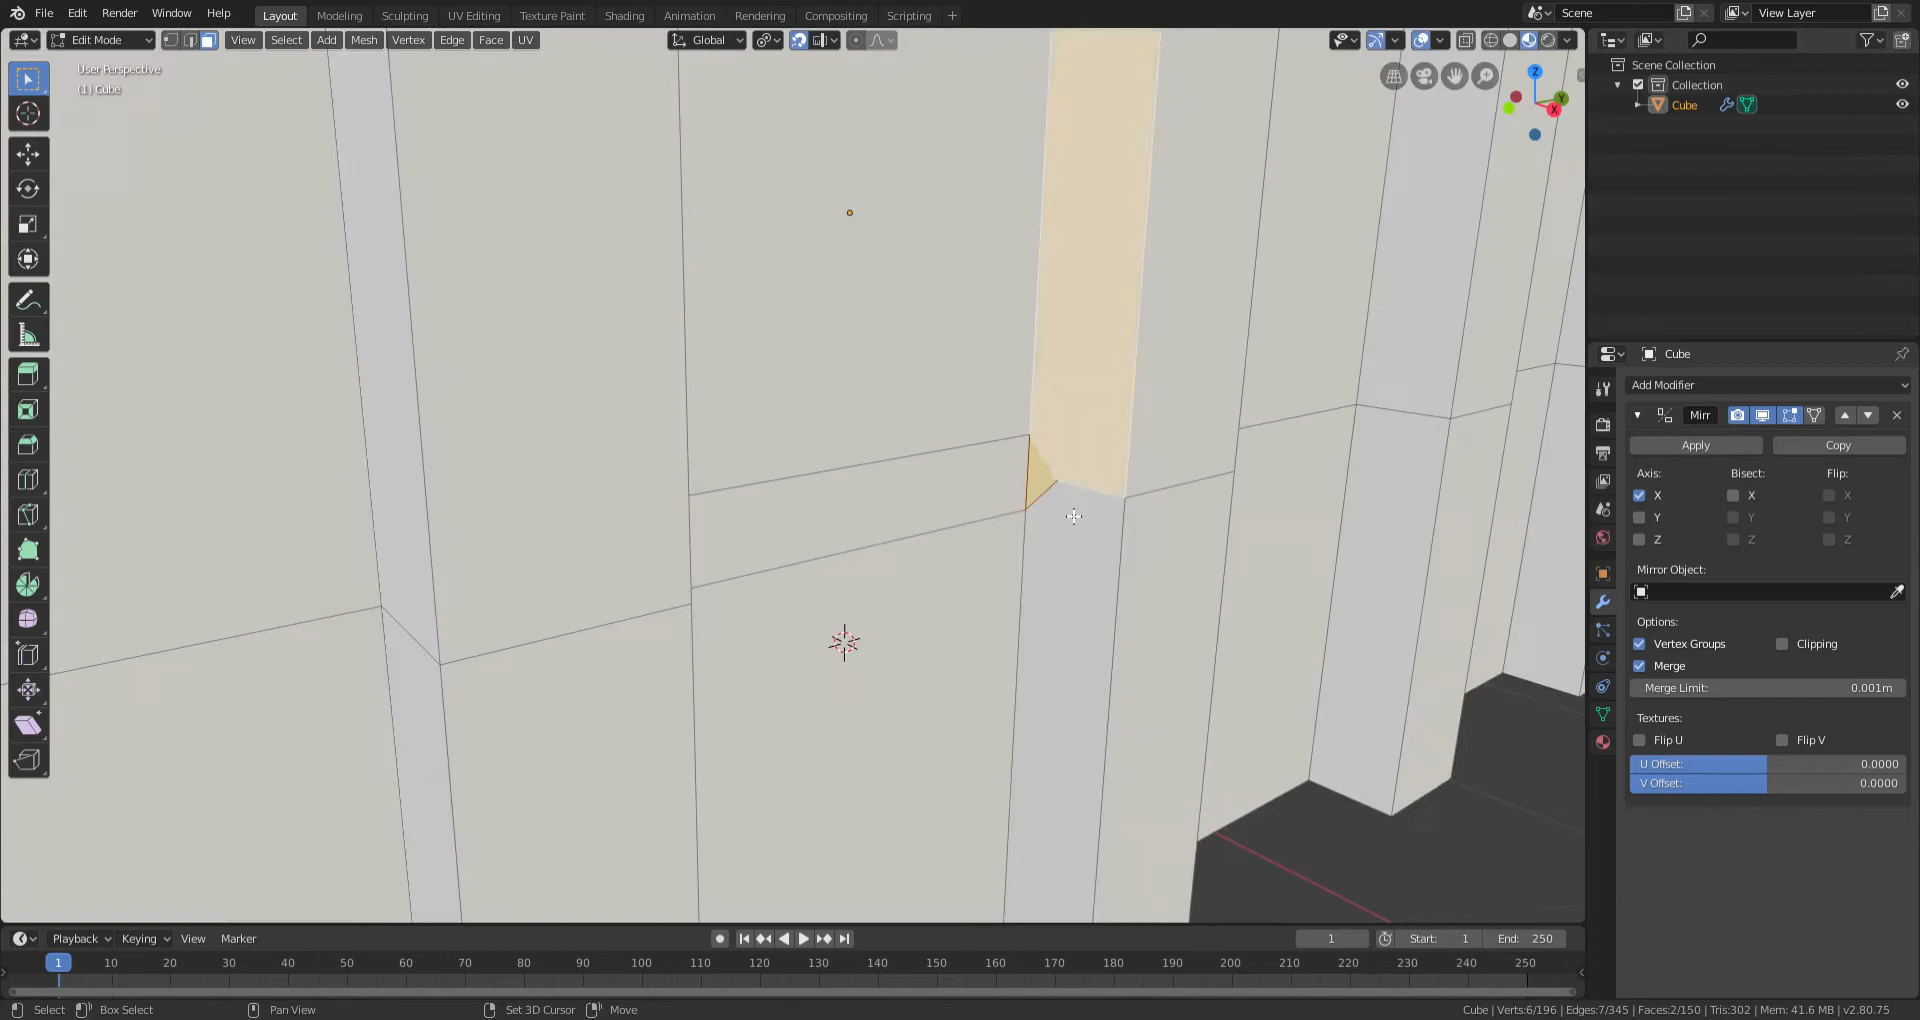 File Edit Render Window Help Layout Modeling Sculpting UV Editing Texture Paint Shading Animation Rendering Compositing Scripting + Scene View Layer
Edit Mode View Select Add Mesh Vertex Edge Face UV Global
User Perspective
(1) Cube
Z
Y
X
Scene Collection
Collection
Cube
Cube
Add Modifier
Mirr
Apply Copy
Axis: Bisect: Flip:
X X X
Y Y Y
Z Z Z
Mirror Object:
Options:
Vertex Groups Clipping
Merge
Merge Limit: 0.001m
Textures:
Flip U Flip V
U Offset: 0.0000
V Offset: 0.0000
Playback Keying View Marker 1 Start: 1 End: 250
1 10 20 30 40 50 60 70 80 90 100 110 120 130 140 150 160 170 180 190 200 210 220 230 240 250
Select Box Select Pan View Set 3D Cursor Move Cube | Verts:6/196 | Edges:7/345 | Faces:2/150 | Tris:302 | Mem: 41.6 MB | v2.80.75